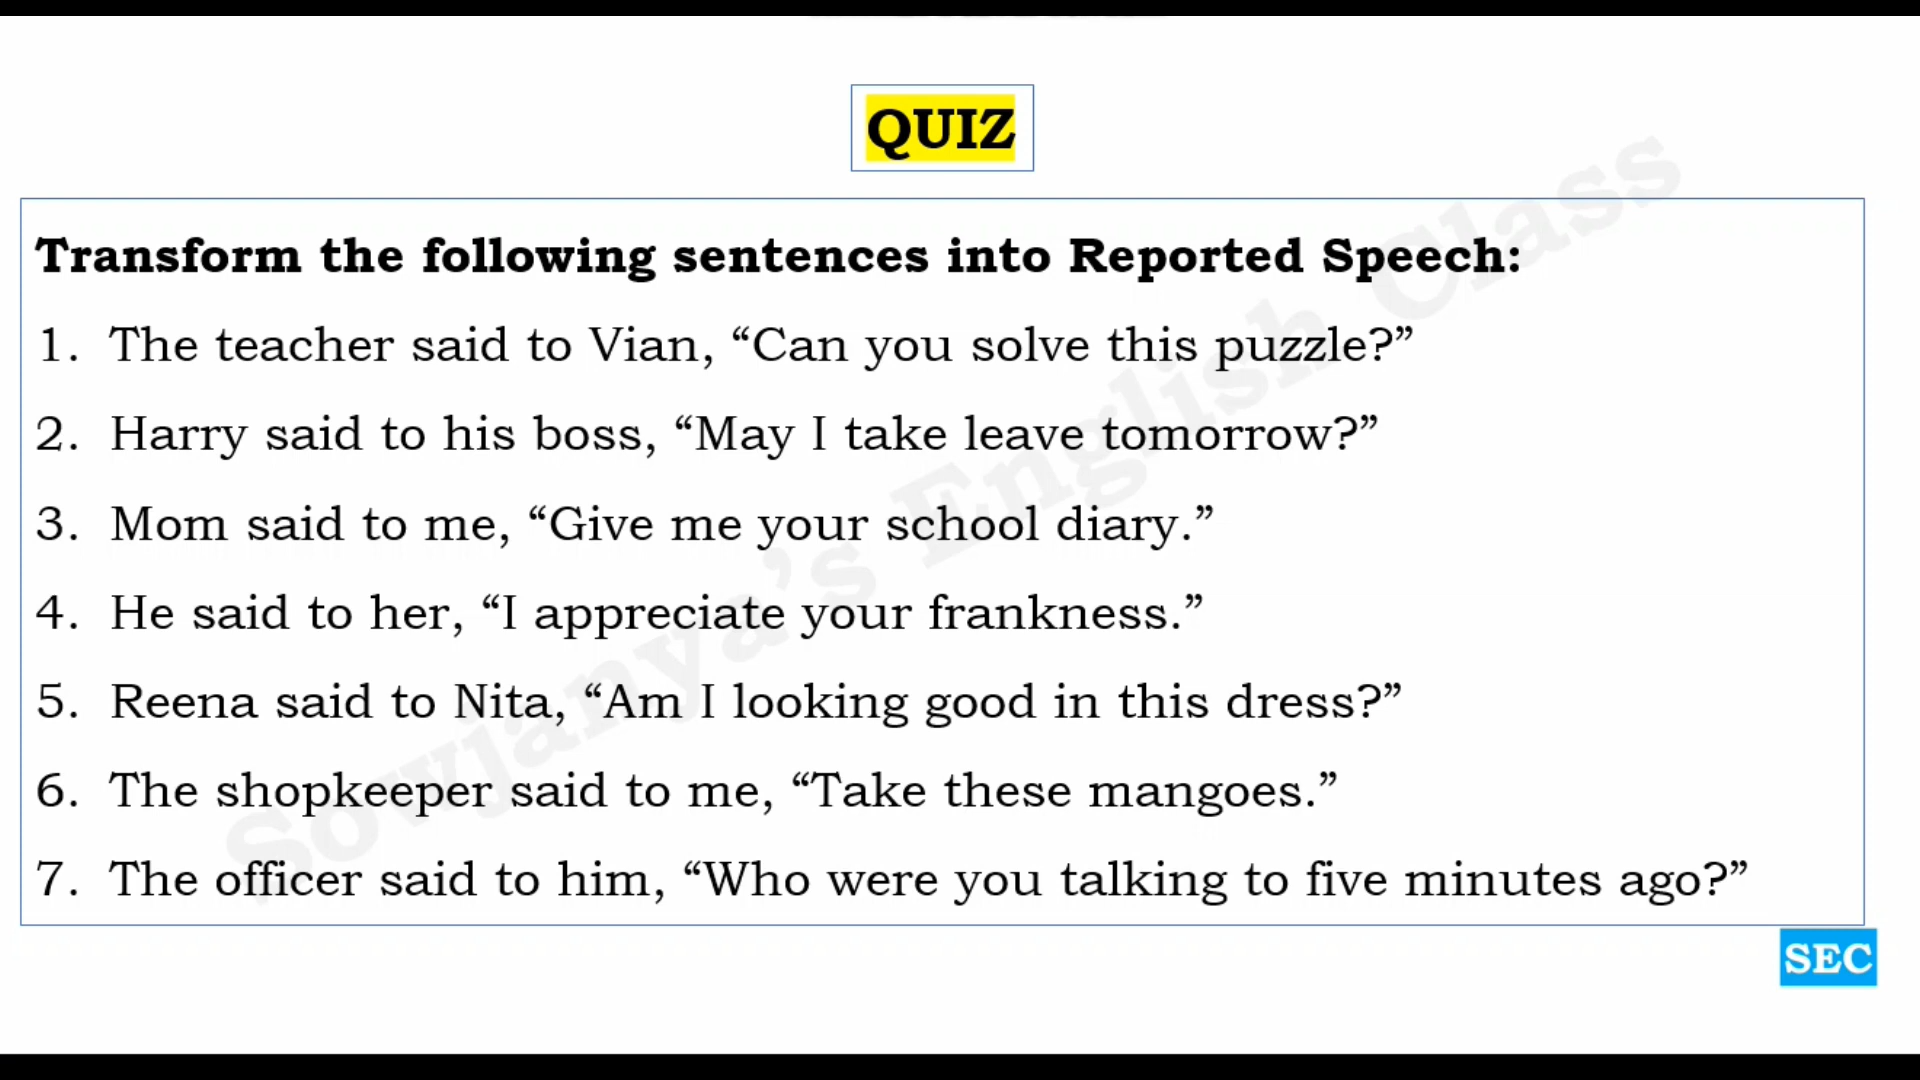 QUIZ
Transform the following sentences into Reported Speech:
1. The teacher said to Vian, “Can you solve this puzzle?”
2. Harry said to his boss, “May I take leave tomorrow?”
3. Mom said to me, “Give me your school diary.”
4. He said to her, “I appreciate your frankness.”
5. Reena said to Nita, “Am I looking good in this dress?”
6. The shopkeeper said to me, “Take these mangoes.”
7. The officer said to him, “Who were you talking to five minutes ago?”
Sowjanya’s English Class
SEC